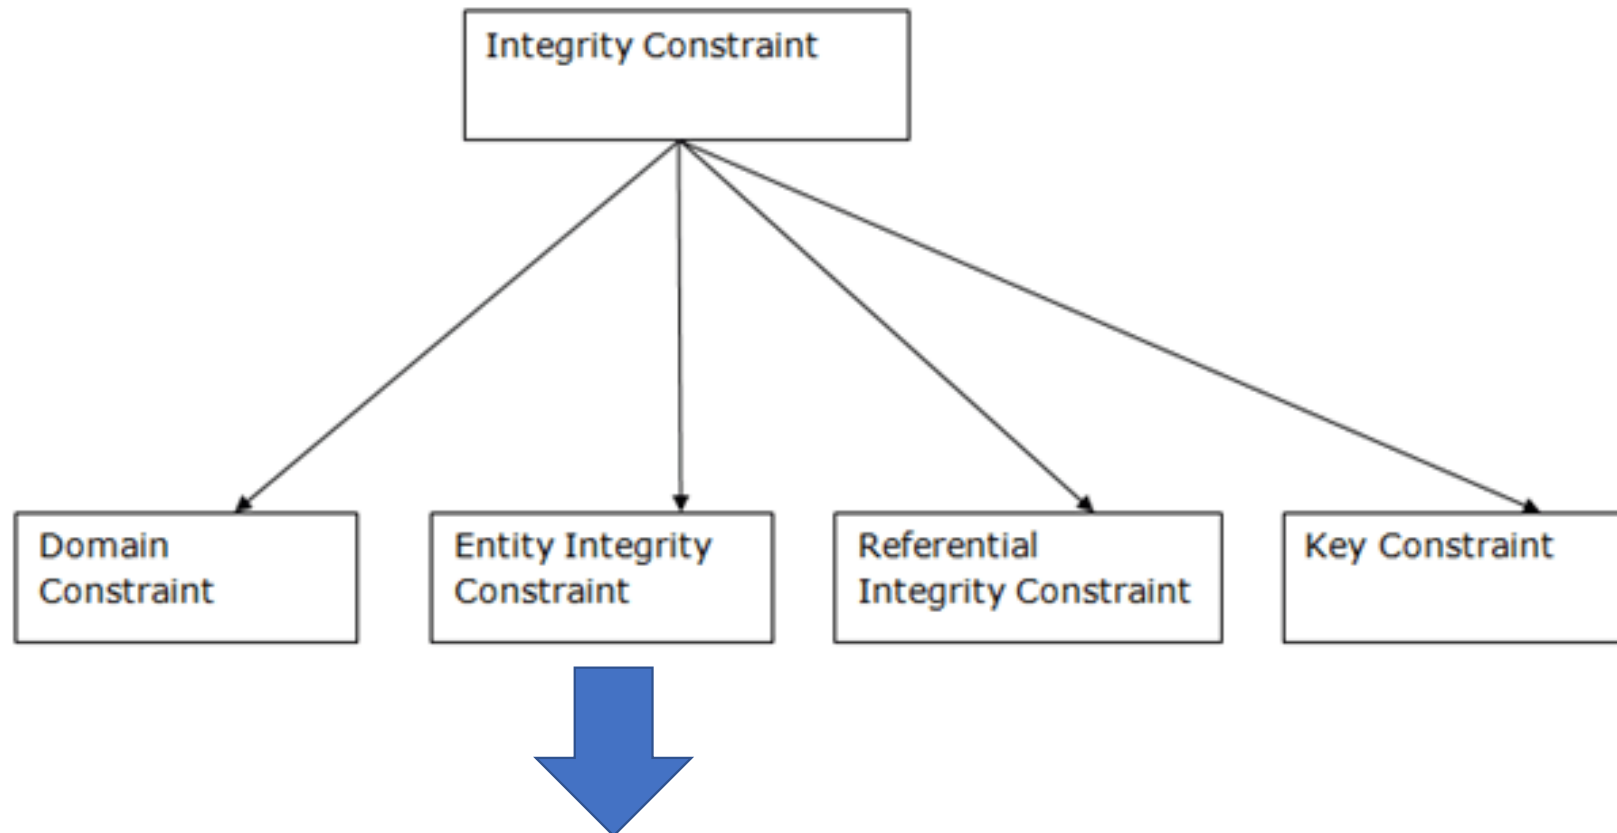 Integrity Constraint
Domain
Constraint
Entity Integrity
Constraint
Referential
Integrity Constraint
Key Constraint